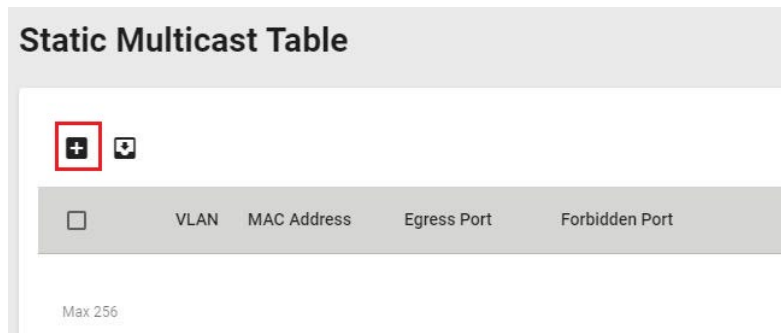 Static Multicast Table
VLAN MAC Address Egress Port Forbidden Port
Max 256